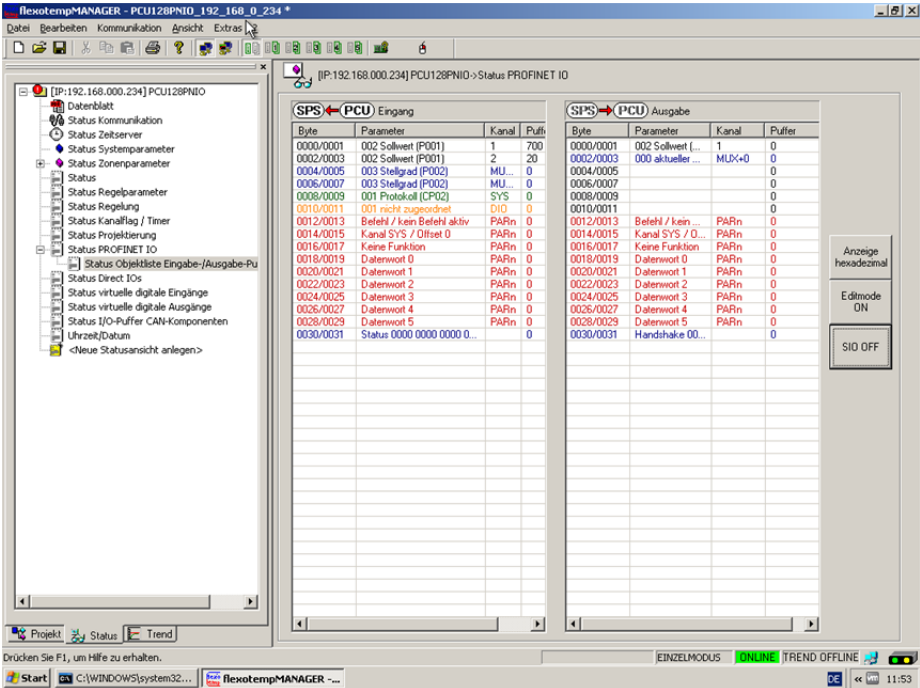 flexotempMANAGER - PCU128PNIO_192_168_0_234 *
Datei Bearbeiten Kommunikation Ansicht Extras ?
[IP:192.168.000.234] PCU128PNIO
Datenblatt
Status Kommunikation
Status Zeitserver
Status Systemparameter
Status Zonenparameter
Status
Status Regelparameter
Status Regelung
Status Kanalflag / Timer
Status Projektierung
Status PROFINET IO
Status Objektliste Eingabe-/Ausgabe-Pu
Status Direct IOs
Status virtuelle digitale Eingänge
Status virtuelle digitale Ausgänge
Status I/O-Puffer CAN-Komponenten
Uhrzeit/Datum
<Neue Statusansicht anlegen>
Projekt Status Trend
[IP:192.168.000.234] PCU128PNIO->Status PROFINET IO
SPS PCU Eingang
Byte Parameter Kanal Puffe
0000/0001 002 Sollwert (P001) 1 700
0002/0003 002 Sollwert (P001) 2 20
0004/0005 003 Stellgrad (P002) MU... 0
0006/0007 003 Stellgrad (P002) MU... 0
0008/0009 001 Protokoll (CP02) SYS 0
0010/0011 001 nicht zugeordnet DIO 0
0012/0013 Befehl / kein Befehl aktiv PARn 0
0014/0015 Kanal SYS / Offset 0 PARn 0
0016/0017 Keine Funktion PARn 0
0018/0019 Datenwort 0 PARn 0
0020/0021 Datenwort 1 PARn 0
0022/0023 Datenwort 2 PARn 0
0024/0025 Datenwort 3 PARn 0
0026/0027 Datenwort 4 PARn 0
0028/0029 Datenwort 5 PARn 0
0030/0031 Status 0000 0000 0000 0... 0
SPS PCU Ausgabe
Byte Parameter Kanal Puffer
0000/0001 002 Sollwert (... 1 0
0002/0003 000 aktueller ... MUX+0 0
0004/0005 0
0006/0007 0
0008/0009 0
0010/0011 0
0012/0013 Befehl / kein ... PARn 0
0014/0015 Kanal SYS / O... PARn 0
0016/0017 Keine Funktion PARn 0
0018/0019 Datenwort 0 PARn 0
0020/0021 Datenwort 1 PARn 0
0022/0023 Datenwort 2 PARn 0
0024/0025 Datenwort 3 PARn 0
0026/0027 Datenwort 4 PARn 0
0028/0029 Datenwort 5 PARn 0
0030/0031 Handshake 00... 0
Anzeige
hexadezimal
Editmode
ON
SIO OFF
Drücken Sie F1, um Hilfe zu erhalten.
EINZELMODUS ONLINE TREND OFFLINE
Start C:\WINDOWS\system32... flexotempMANAGER -... DE « 11:53